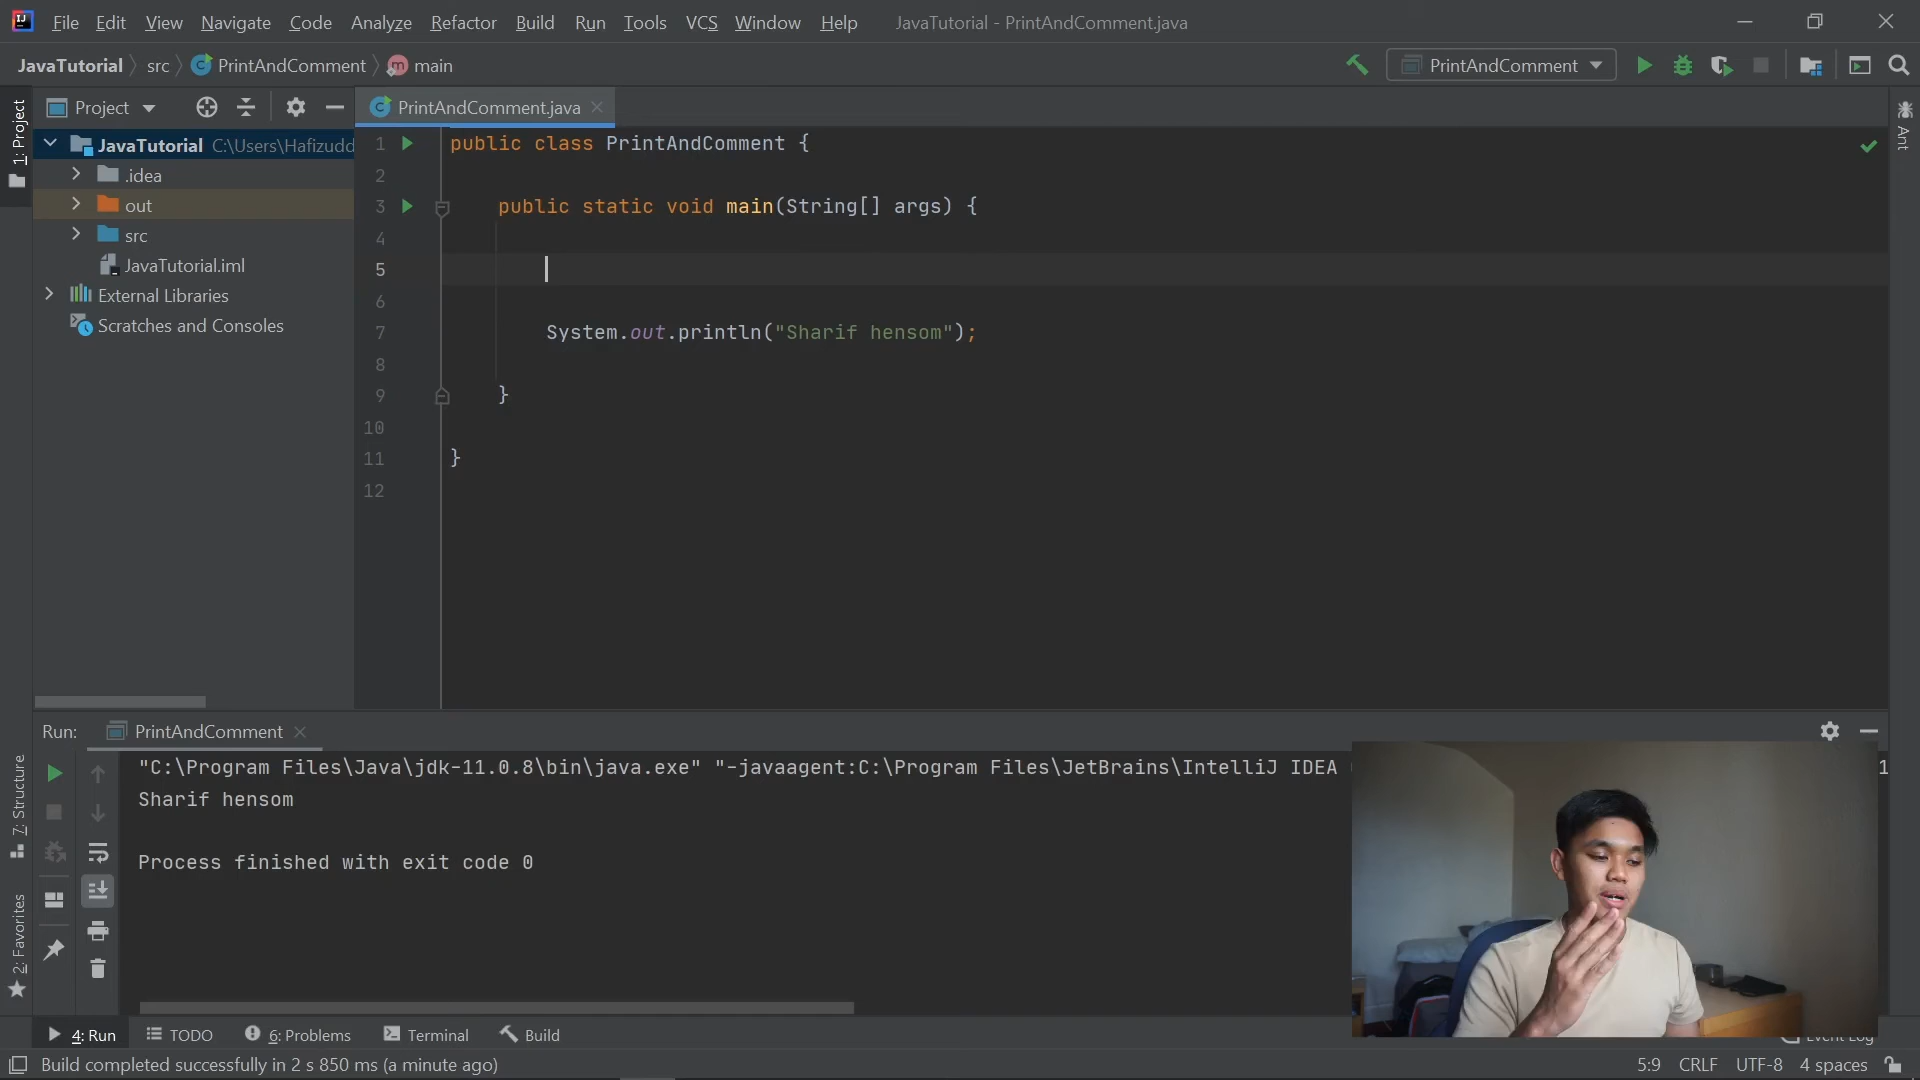 File Edit View Navigate Code Analyze Refactor Build Run Tools VCS Window Help JavaTutorial - PrintAndComment.java
JavaTutorial src PrintAndComment main PrintAndComment
1: Project
Project
PrintAndComment.java
JavaTutorial C:\Users\Hafizudd
.idea
out
src
JavaTutorial.iml
External Libraries
Scratches and Consoles
1 public class PrintAndComment {
2
3 public static void main(String[] args) {
4
5
6
7 System.out.println("Sharif hensom");
8
9 }
10
11 }
12
Ant
Run: PrintAndComment
"C:\Program Files\Java\jdk-11.0.8\bin\java.exe" "-javaagent:C:\Program Files\JetBrains\IntelliJ IDEA
Sharif hensom
Process finished with exit code 0
7: Structure
2: Favorites
4: Run TODO 6: Problems Terminal Build Event Log
Build completed successfully in 2 s 850 ms (a minute ago) 5:9 CRLF UTF-8 4 spaces